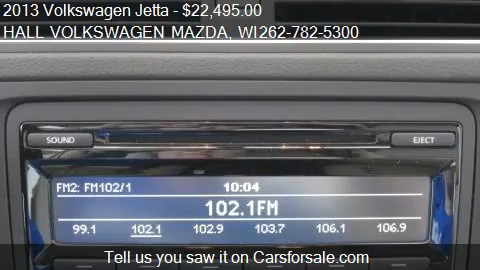 2013 Volkswagen Jetta - $22,495.00
HALL VOLKSWAGEN MAZDA, WI262-782-5300
SOUND EJECT
FM2: FM102/1 10:04
102.1FM
99.1 102.1 102.9 103.7 106.1 106.9
Tell us you saw it on Carsforsale.com